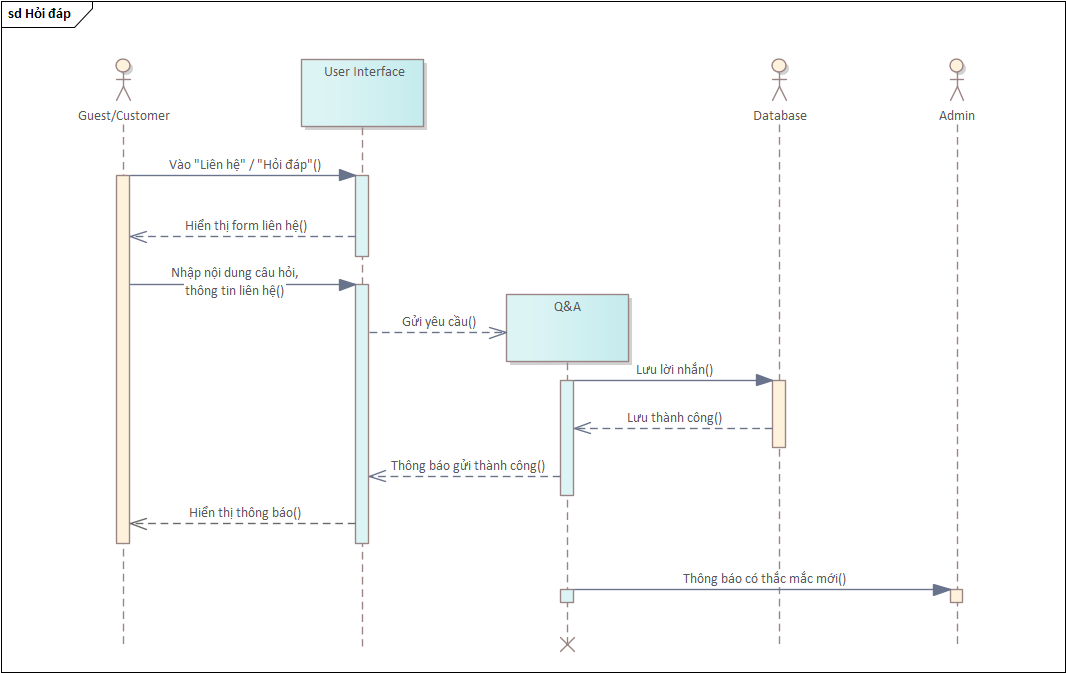 sd Hỏi đáp
User Interface
Guest/Customer
Database
Admin
Vào "Liên hệ" / "Hỏi đáp"()
Hiển thị form liên hệ()
Nhập nội dung câu hỏi,
thông tin liên hệ()
Q&A
Gửi yêu cầu()
Lưu lời nhắn()
Lưu thành công()
Thông báo gửi thành công()
Hiển thị thông báo()
Thông báo có thắc mắc mới()